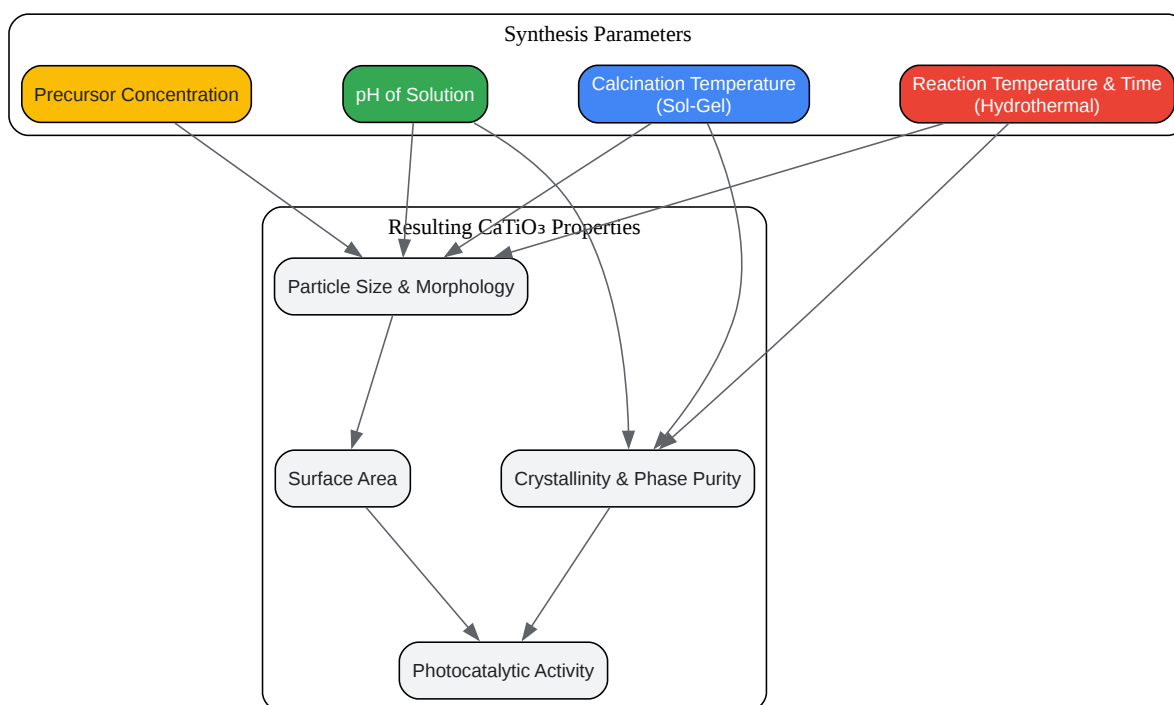 Synthesis Parameters
Precursor Concentration
pH of Solution
Calcination Temperature
(Sol-Gel)
Reaction Temperature & Time
(Hydrothermal)
Resulting CaTiO₃ Properties
Particle Size & Morphology
Surface Area
Crystallinity & Phase Purity
Photocatalytic Activity